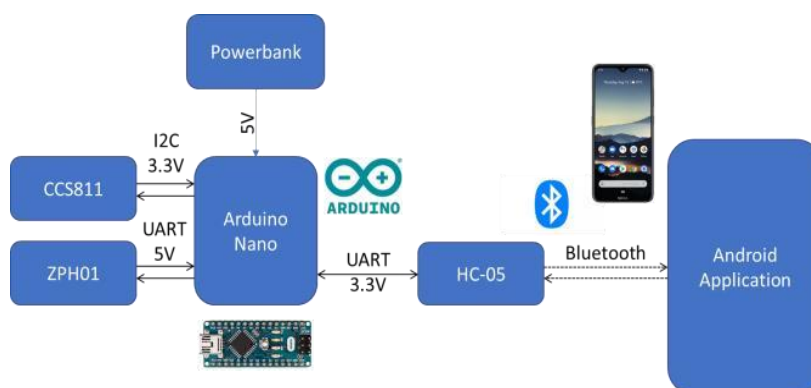 Powerbank
5V
I2C
3.3V
CCS811
UART
5V
ZPH01
Arduino
Nano
ARDUINO
UART
3.3V
HC-05
Bluetooth
Android
Application